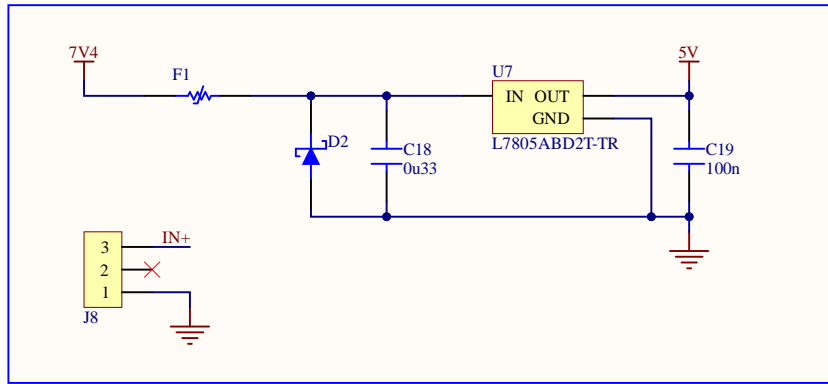 7V4
5V
F1
U7
IN OUT
GND
D2
C18
0u33
L7805ABD2T-TR
C19
100n
3
IN+
2
1
J8